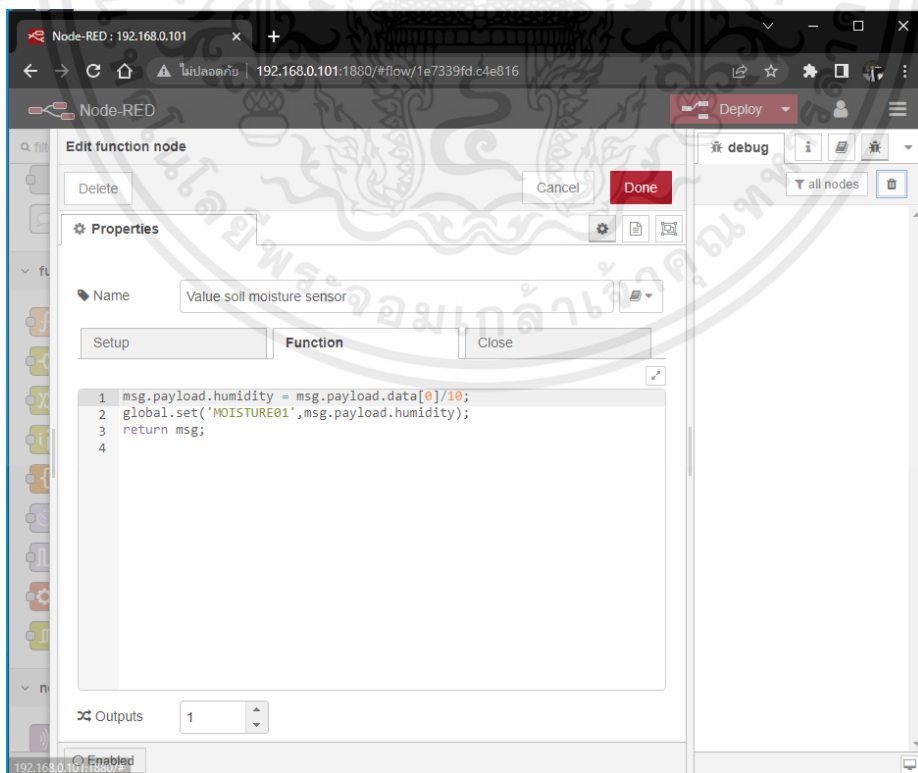 Node-RED : 192.168.0.101
ไม่ปลอดภัย 192.168.0.101:1880/#flow/1e7339fd.c4e816
Node-RED
Deploy
Edit function node
debug
i
Delete
Cancel
Done
all nodes
Properties
Name
Value soil moisture sensor
Setup
Function
Close
1 msg.payload.humidity = msg.payload.data[0]/10;
2 global.set('MOISTURE01',msg.payload.humidity);
3 return msg;
4
Outputs
1
Enabled
192.168.0.101:1880/#